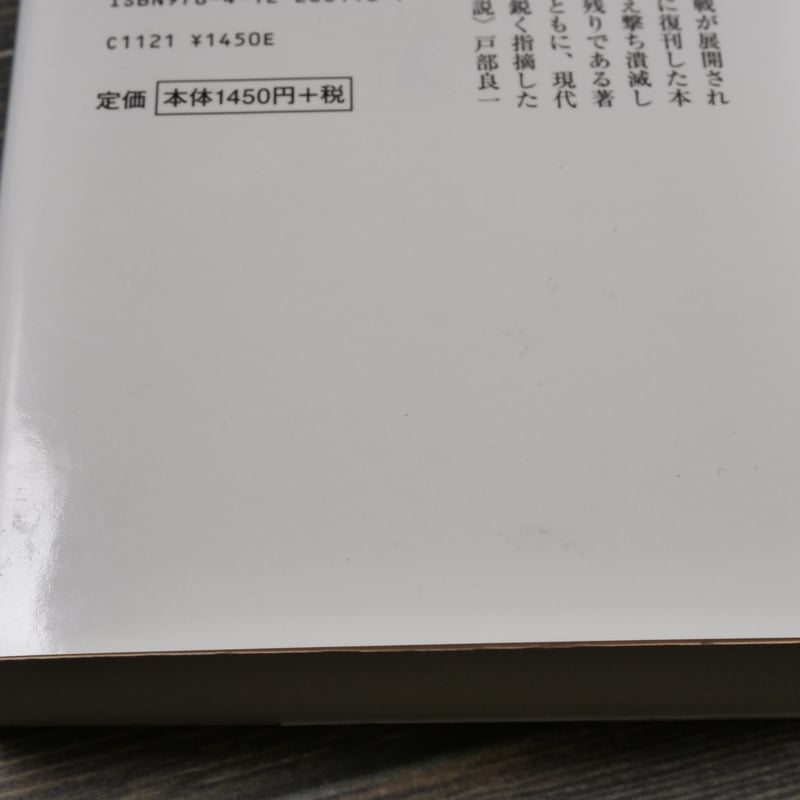 C1121 ¥1450E
定価 本体1450円+税
戦が展開され
に復刊した本
え撃ち潰滅し
残りである著
ともに、現代
鋭く指摘した
説〉戸部良一